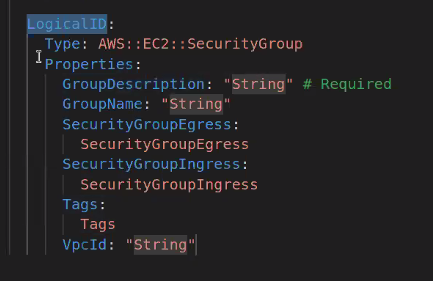 LogicalID:
Type: AWS::EC2::SecurityGroup
Properties:
GroupDescription: "String" # Required
GroupName: "String"
SecurityGroupEgress:
SecurityGroupEgress
SecurityGroupIngress:
SecurityGroupIngress
Tags:
Tags
VpcId: "String"